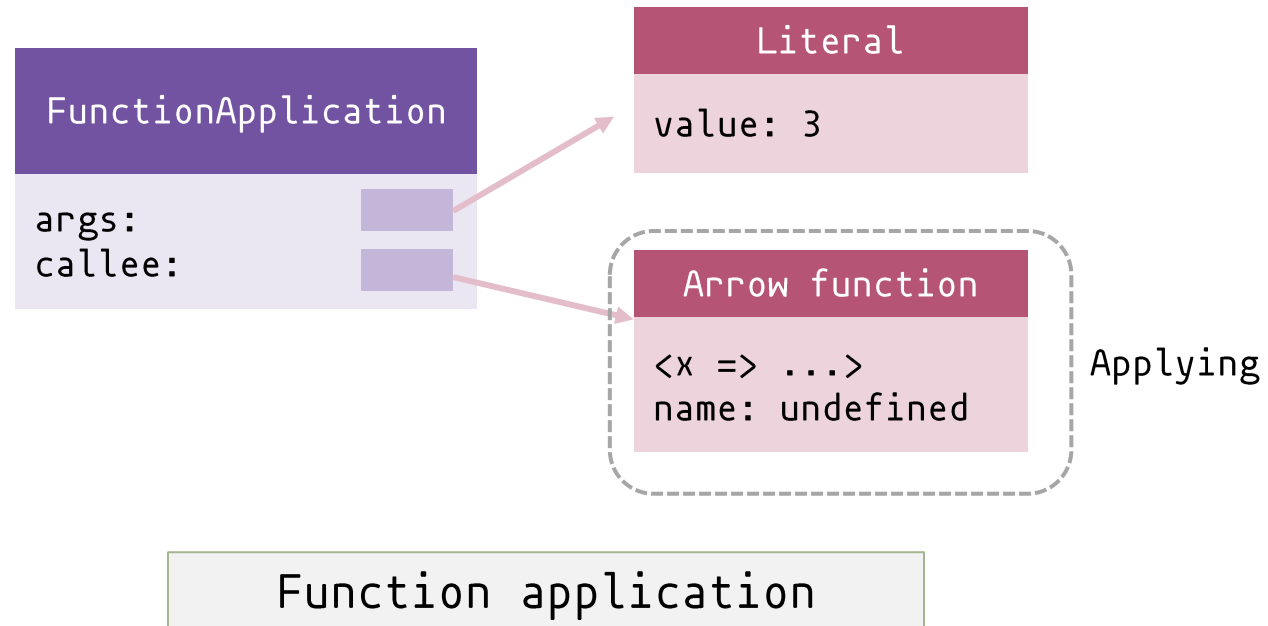 FunctionApplication
args:
callee:
Literal
value: 3
Arrow function
<x => ...>
name: undefined
Applying
Function application